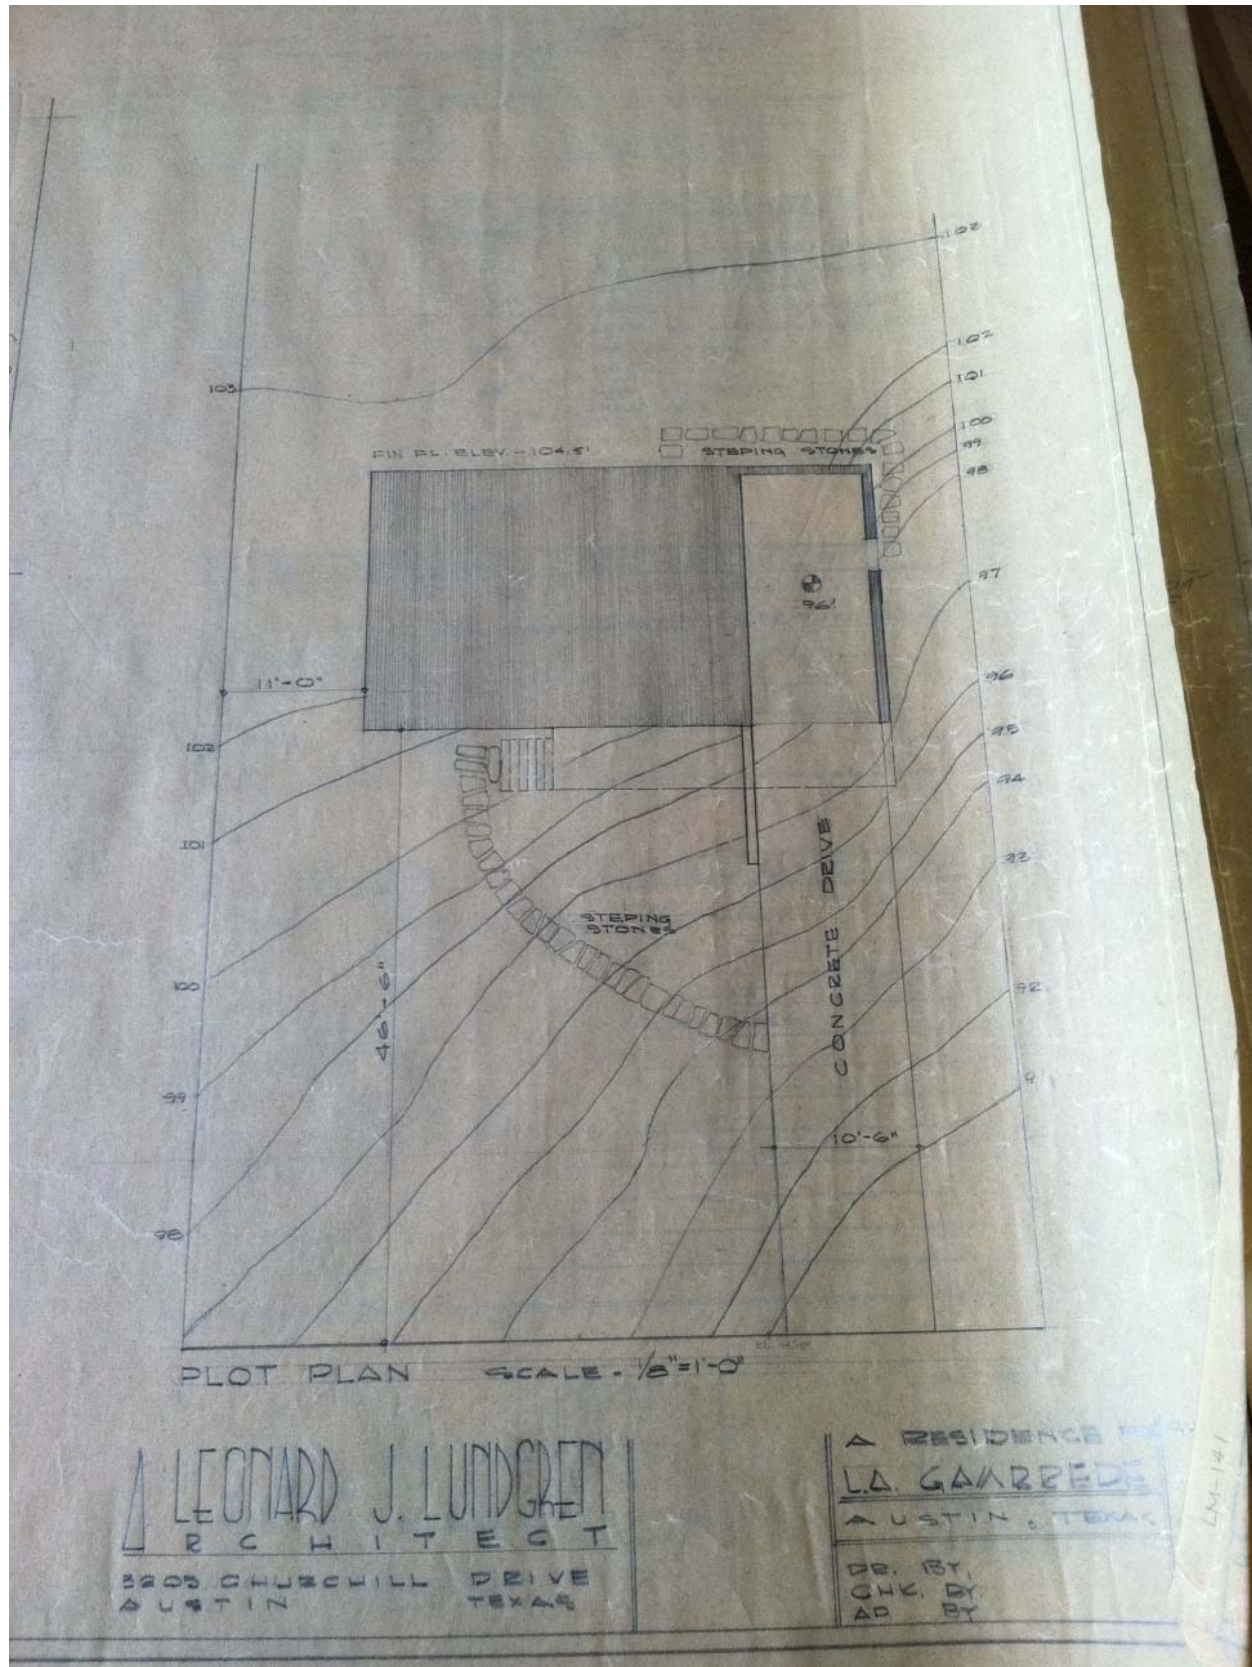 102
102
101
100
99
98
103
FIN FL. ELEV. - 104.5'
STEPING STONES
97
96'
11'-0"
96
95
94
102
101
93
CONCRETE DRIVE
STEPING
STONES
46'-6"
100
92
99
91
10'-6"
98
PLOT PLAN SCALE - 1/8"=1'-0"
LEONARD J. LUNDGREN
ARCHITECT
CHURCHILL DRIVE
AUSTIN TEXAS
A RESIDENCE
L.A.
AUSTIN, TEXAS
DR. BY.
CHK. BY.
AP. BY
LM-141